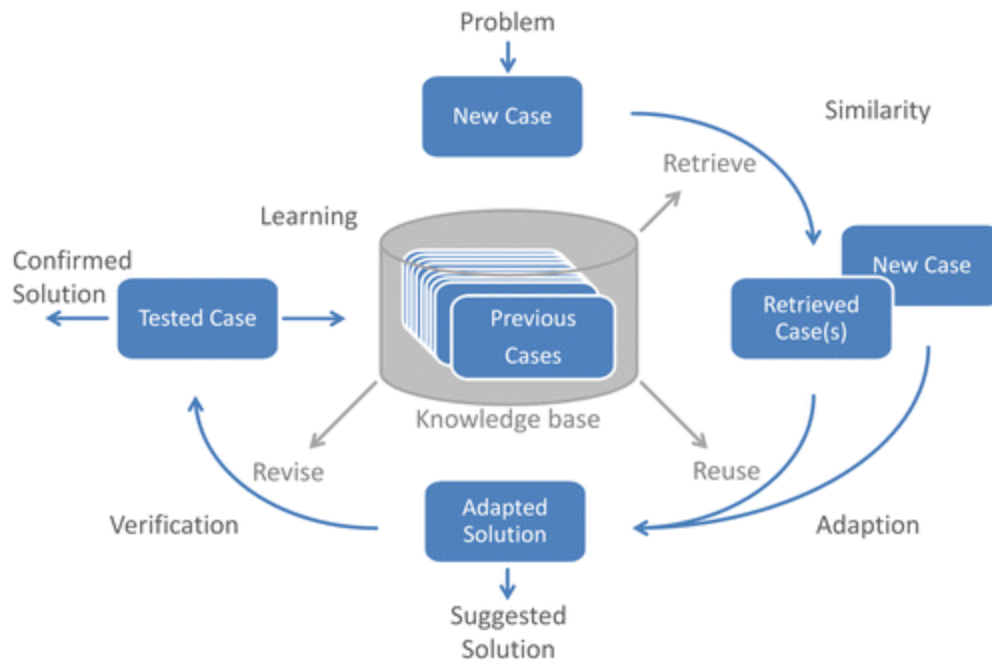 Problem
New Case
Similarity
Retrieve
Learning
Confirmed
Solution
Tested Case
Previous
Cases
New Case
Retrieved
Case(s)
Knowledge base
Revise
Reuse
Verification
Adapted
Solution
Adaption
Suggested
Solution